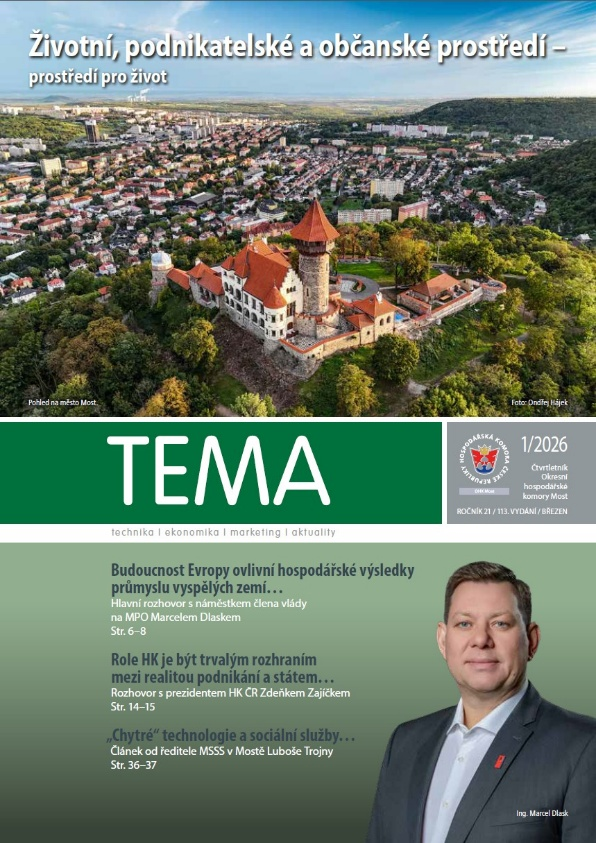 Životní, podnikatelské a občanské prostředí –
prostředí pro život
Pohled na město Most
Foto: Ondřej Hájek
TEMA
technika I ekonomika I marketing I aktuality
HOSPODÁŘSKÁ KOMORA ČESKÉ REPUBLIKY
OHK Most
1/2026
Čtvrtletník
Okresní
hospodářské
komory Most
ROČNÍK 21 / 113. VYDÁNÍ / BŘEZEN
Budoucnost Evropy ovlivní hospodářské výsledky
průmyslu vyspělých zemí…
Hlavní rozhovor s náměstkem člena vlády
na MPO Marcelem Dlaskem
Str. 6–8
Role HK je být trvalým rozhraním
mezi realitou podnikání a státem…
Rozhovor s prezidentem HK ČR Zdeňkem Zajíčkem
Str. 14–15
„Chytré“ technologie a sociální služby…
Článek od ředitele MSSS v Mostě Luboše Trojny
Str. 36–37
Ing. Marcel Dlask